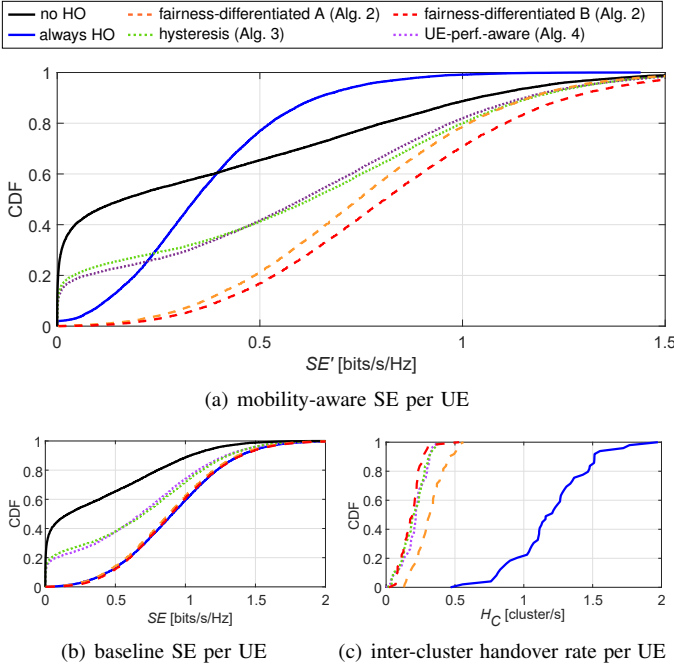 no HO
fairness-differentiated A (Alg. 2)
fairness-differentiated B (Alg. 2)
always HO
hysteresis (Alg. 3)
UE-perf.-aware (Alg. 4)
CDF
1
0.8
0.6
0.4
0.2
0
0 0.5 1 1.5
SE′ [bits/s/Hz]
(a) mobility-aware SE per UE
CDF
1
0.8
0.6
0.4
0.2
0
0 0.5 1 1.5 2
SE [bits/s/Hz]
(b) baseline SE per UE
CDF
1
0.8
0.6
0.4
0.2
0
0 0.5 1 1.5 2
H_C [cluster/s]
(c) inter-cluster handover rate per UE